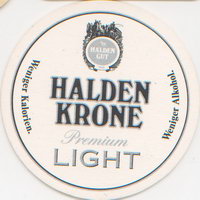 HALDEN
GUT
HALDEN
KRONE
Premium
LIGHT
Weniger Kalorien.
Weniger Alkohol.